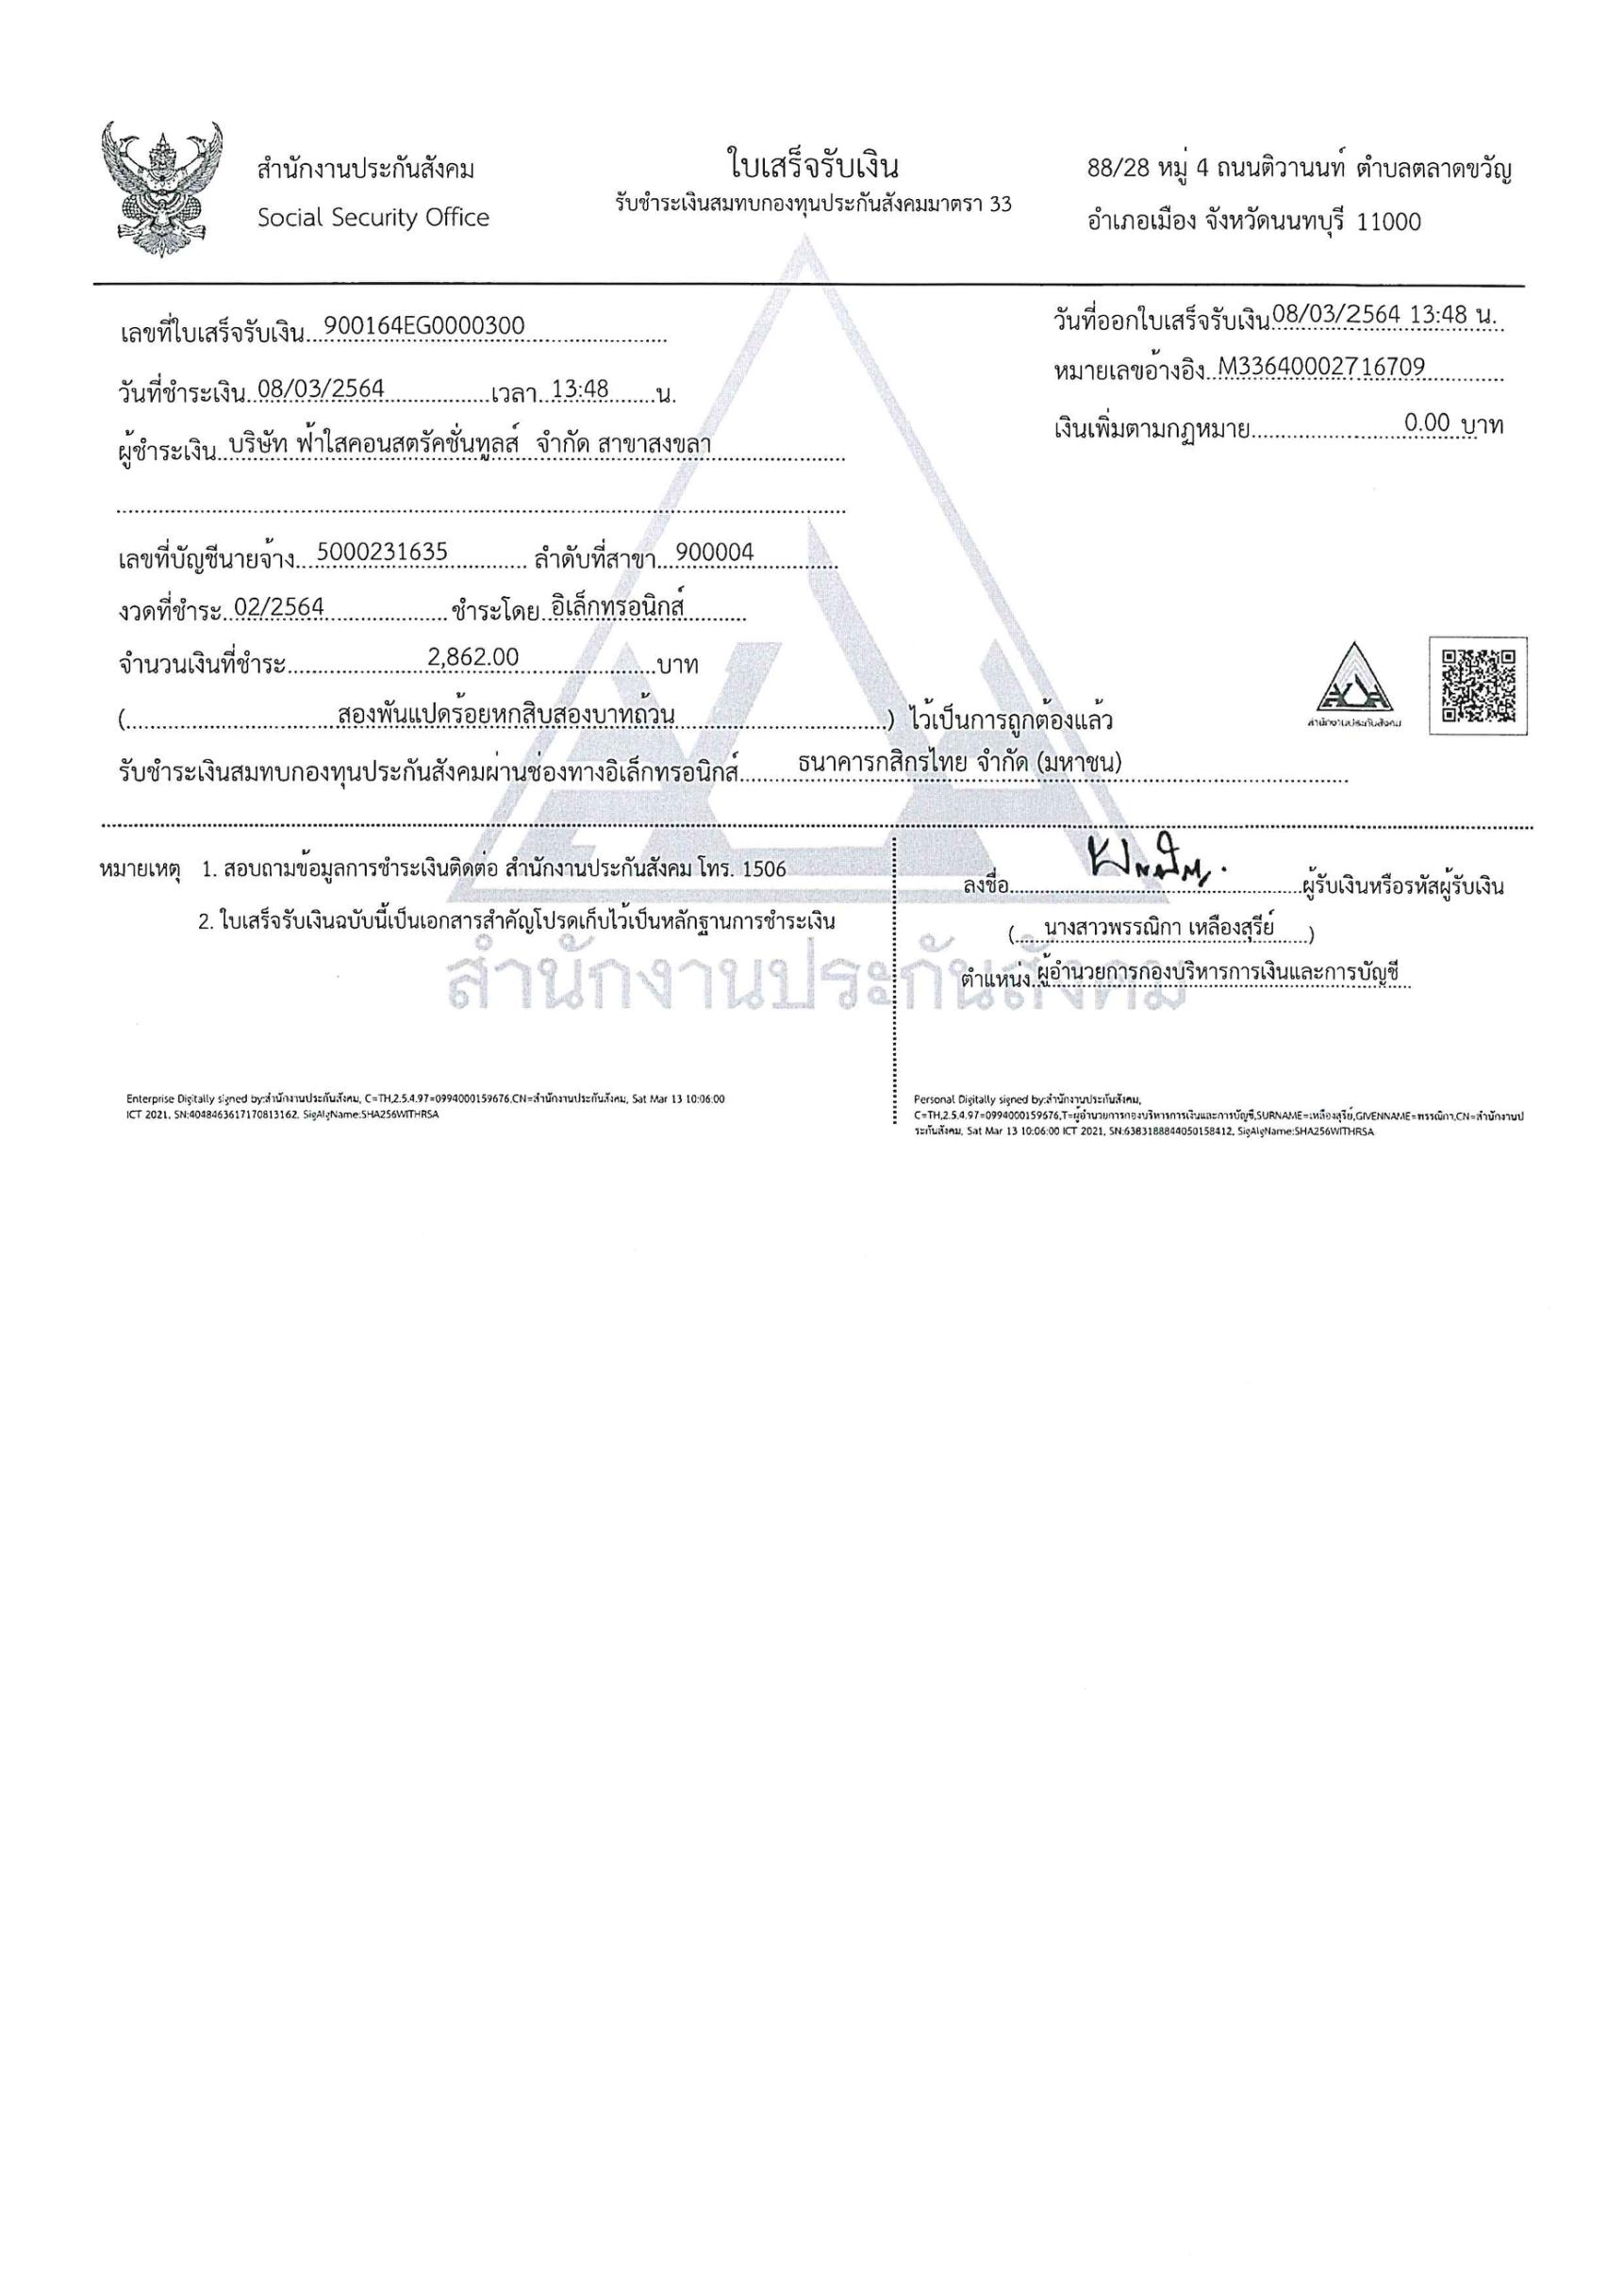 สำนักงานประกันสังคม
Social Security Office
ใบเสร็จรับเงิน
รับชำระเงินสมทบกองทุนประกันสังคมมาตรา 33
88/28 หมู่ 4 ถนนติวานนท์ ตำบลตลาดขวัญ
อำเภอเมือง จังหวัดนนทบุรี 11000
เลขที่ใบเสร็จรับเงิน 900164EG0000300
วันที่ออกใบเสร็จรับเงิน 08/03/2564 13:48 น.
วันที่ชำระเงิน 08/03/2564 เวลา 13:48 น.
หมายเลขอ้างอิง M33640002716709
ผู้ชำระเงิน บริษัท ฟ้าใสคอนสตรัคชั่นทูลส์ จำกัด สาขาสงขลา
เงินเพิ่มตามกฎหมาย 0.00 บาท
เลขที่บัญชีนายจ้าง 5000231635 ลำดับที่สาขา 900004
งวดที่ชำระ 02/2564 ชำระโดย อิเล็กทรอนิกส์
จำนวนเงินที่ชำระ 2,862.00 บาท
( สองพันแปดร้อยหกสิบสองบาทถ้วน ) ไว้เป็นการถูกต้องแล้ว
สำนักงานประกันสังคม
รับชำระเงินสมทบกองทุนประกันสังคมผ่านช่องทางอิเล็กทรอนิกส์ ธนาคารกสิกรไทย จำกัด (มหาชน)
หมายเหตุ 1. สอบถามข้อมูลการชำระเงินติดต่อ สำนักงานประกันสังคม โทร. 1506
2. ใบเสร็จรับเงินฉบับนี้เป็นเอกสารสำคัญโปรดเก็บไว้เป็นหลักฐานการชำระเงิน
ลงชื่อ ผู้รับเงินหรือรหัสผู้รับเงิน
( นางสาวพรรณิกา เหลืองสุรีย์ )
ตำแหน่ง ผู้อำนวยการกองบริหารการเงินและการบัญชี
สำนักงานประกันสังคม
Enterprise Digitally signed by:สำนักงานประกันสังคม, C=TH,2.5.4.97=0994000159676,CN=สำนักงานประกันสังคม, Sat Mar 13 10:06:00
ICT 2021, SN:4048463617170813162, SigAlgName:SHA256WITHRSA
Personal Digitally signed by:สำนักงานประกันสังคม,
C=TH,2.5.4.97=0994000159676,T=ผู้อำนวยการกองบริหารการเงินและการบัญชี,SURNAME=เหลืองสุรีย์,GIVENNAME=พรรณิกา,CN=สำนักงานป
ระกันสังคม, Sat Mar 13 10:06:00 ICT 2021, SN:6383188844050158412, SigAlgName:SHA256WITHRSA